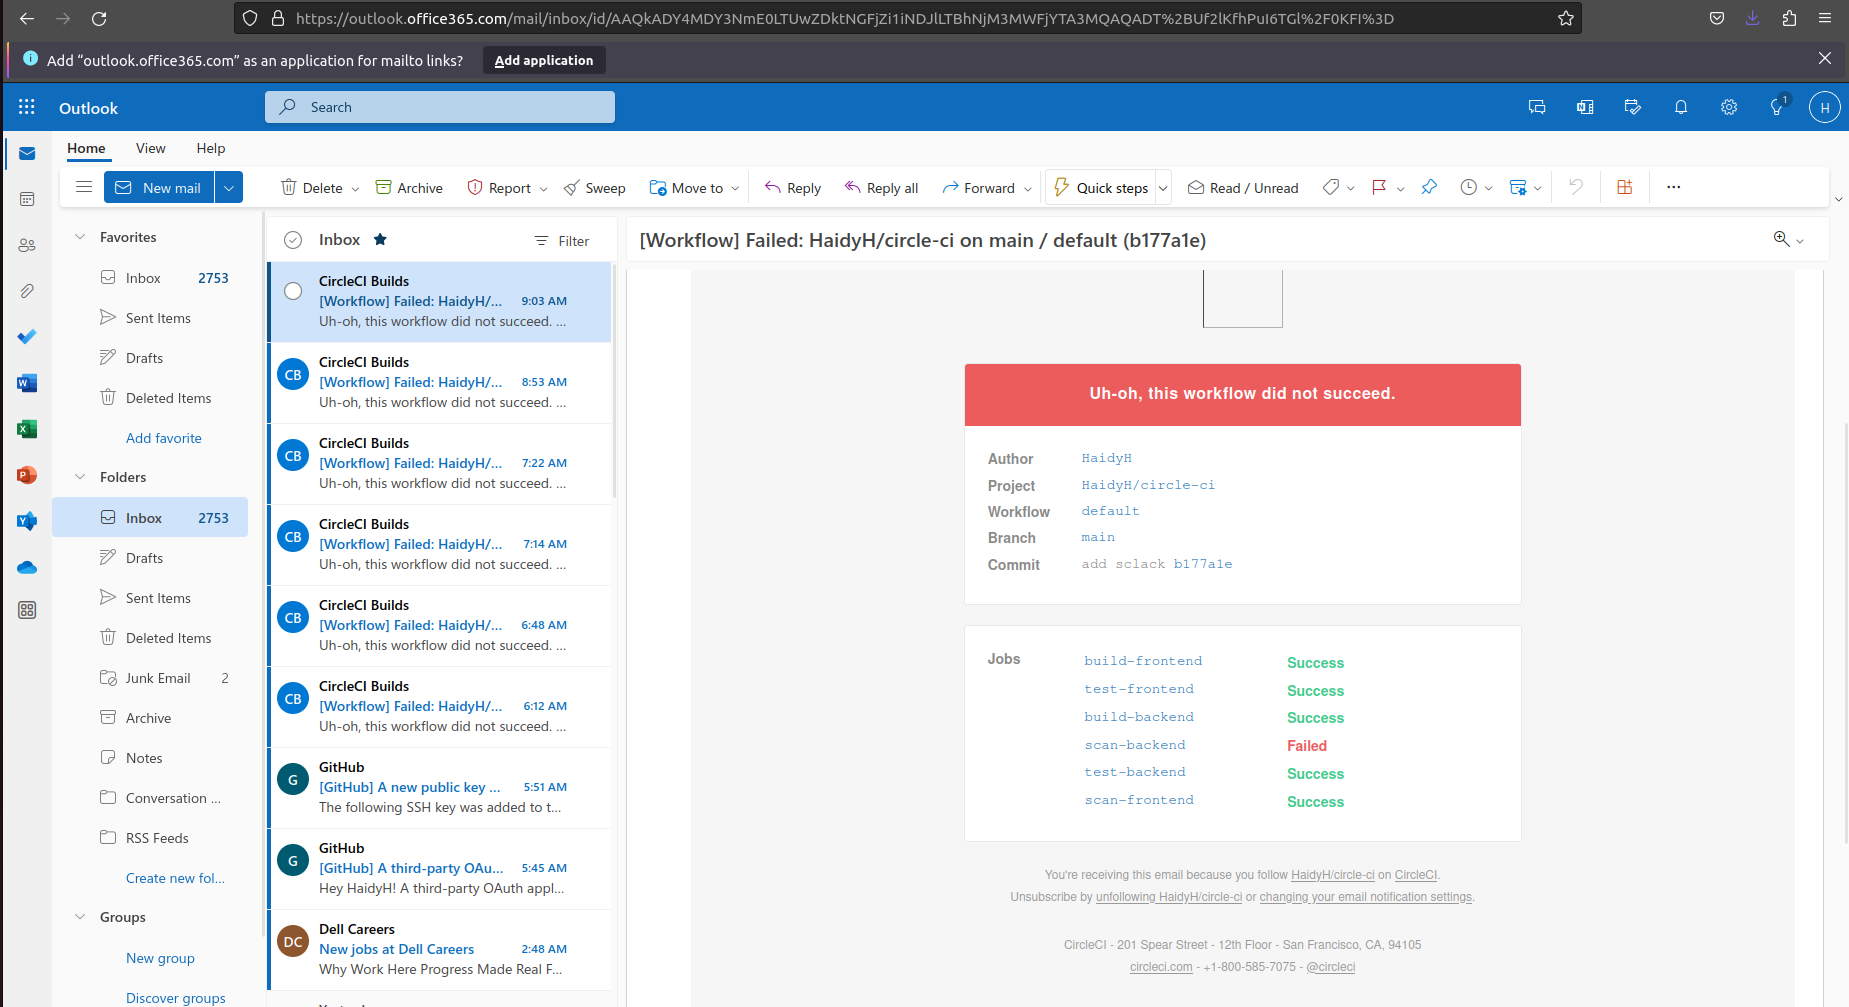 https://outlook.office365.com/mail/inbox/id/AAQkADY4MDY3NmE0LTUwZDktNGFjZi1iNDJlLTBhNjM3MWFjYTA3MQAQADT%2BUf2lKfhPuI6TGl%2F0KFI%3D
Add “outlook.office365.com” as an application for mailto links?
Add application
Outlook
Search
1
H
Home
View
Help
New mail
Delete
Archive
Report
Sweep
Move to
Reply
Reply all
Forward
Quick steps
Read / Unread
Favorites
Inbox 2753
Sent Items
Drafts
Deleted Items
Add favorite
Folders
Inbox 2753
Drafts
Sent Items
Deleted Items
Junk Email 2
Archive
Notes
Conversation ...
RSS Feeds
Create new fol...
Groups
New group
Discover groups
Inbox
Filter
CircleCI Builds
[Workflow] Failed: HaidyH/... 9:03 AM
Uh-oh, this workflow did not succeed. ...
CB
CircleCI Builds
[Workflow] Failed: HaidyH/... 8:53 AM
Uh-oh, this workflow did not succeed. ...
CB
CircleCI Builds
[Workflow] Failed: HaidyH/... 7:22 AM
Uh-oh, this workflow did not succeed. ...
CB
CircleCI Builds
[Workflow] Failed: HaidyH/... 7:14 AM
Uh-oh, this workflow did not succeed. ...
CB
CircleCI Builds
[Workflow] Failed: HaidyH/... 6:48 AM
Uh-oh, this workflow did not succeed. ...
CB
CircleCI Builds
[Workflow] Failed: HaidyH/... 6:12 AM
Uh-oh, this workflow did not succeed. ...
G
GitHub
[GitHub] A new public key ... 5:51 AM
The following SSH key was added to t...
G
GitHub
[GitHub] A third-party OAu... 5:45 AM
Hey HaidyH! A third-party OAuth appl...
DC
Dell Careers
New jobs at Dell Careers 2:48 AM
Why Work Here Progress Made Real F...
[Workflow] Failed: HaidyH/circle-ci on main / default (b177a1e)
Uh-oh, this workflow did not succeed.
Author HaidyH
Project HaidyH/circle-ci
Workflow default
Branch main
Commit add sclack b177a1e
Jobs build-frontend Success
test-frontend Success
build-backend Success
scan-backend Failed
test-backend Success
scan-frontend Success
You're receiving this email because you follow HaidyH/circle-ci on CircleCI.
Unsubscribe by unfollowing HaidyH/circle-ci or changing your email notification settings.
CircleCI - 201 Spear Street - 12th Floor - San Francisco, CA, 94105
circleci.com - +1-800-585-7075 - @circleci